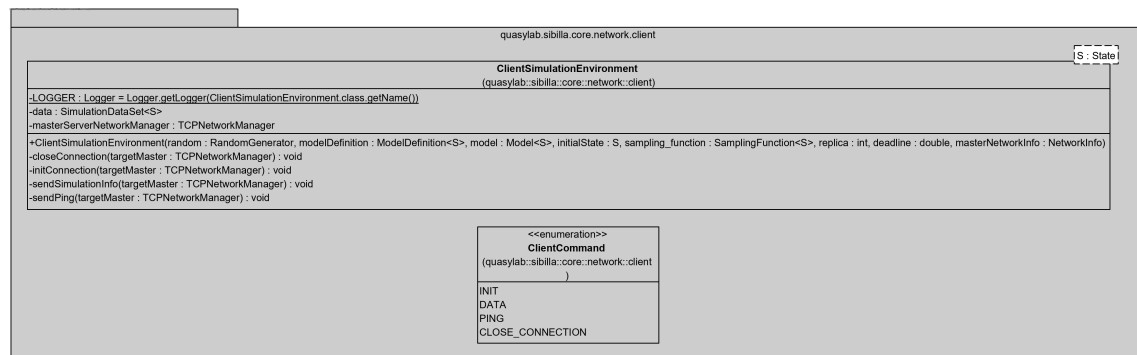 quasylab.sibilla.core.network.client
S : State
ClientSimulationEnvironment
(quasylab::sibilla::core::network::client)
-LOGGER : Logger = Logger.getLogger(ClientSimulationEnvironment.class.getName())
-data : SimulationDataSet<S>
-masterServerNetworkManager : TCPNetworkManager
+ClientSimulationEnvironment(random : RandomGenerator, modelDefinition : ModelDefinition<S>, model : Model<S>, initialState : S, sampling_function : SamplingFunction<S>, replica : int, deadline : double, masterNetworkInfo : NetworkInfo)
-closeConnection(targetMaster : TCPNetworkManager) : void
-initConnection(targetMaster : TCPNetworkManager) : void
-sendSimulationInfo(targetMaster : TCPNetworkManager) : void
-sendPing(targetMaster : TCPNetworkManager) : void
<<enumeration>>
ClientCommand
(quasylab::sibilla::core::network::client
)
INIT
DATA
PING
CLOSE_CONNECTION